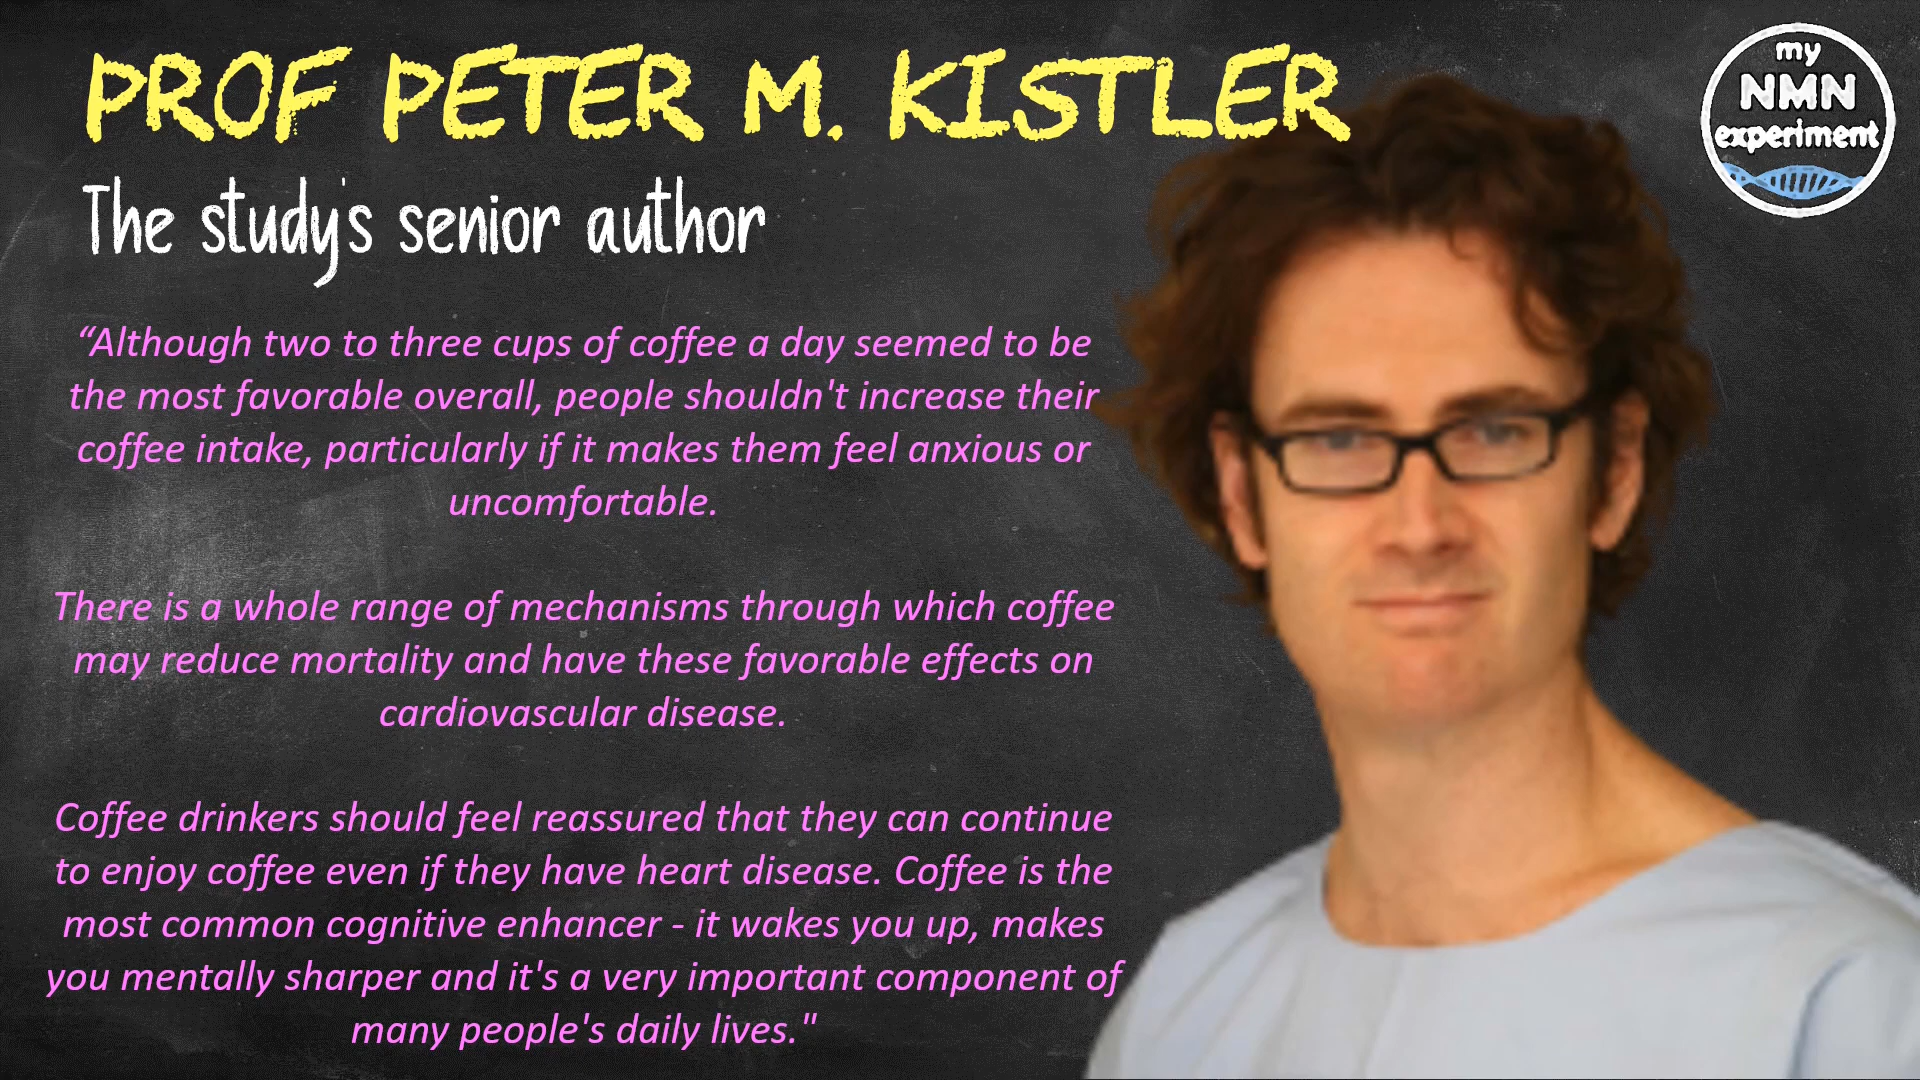 PROF PETER M. KISTLER
The study's senior author
“Although two to three cups of coffee a day seemed to be
the most favorable overall, people shouldn't increase their
coffee intake, particularly if it makes them feel anxious or
uncomfortable.
There is a whole range of mechanisms through which coffee
may reduce mortality and have these favorable effects on
cardiovascular disease.
Coffee drinkers should feel reassured that they can continue
to enjoy coffee even if they have heart disease. Coffee is the
most common cognitive enhancer - it wakes you up, makes
you mentally sharper and it's a very important component of
many people's daily lives."
my
NMN
experiment